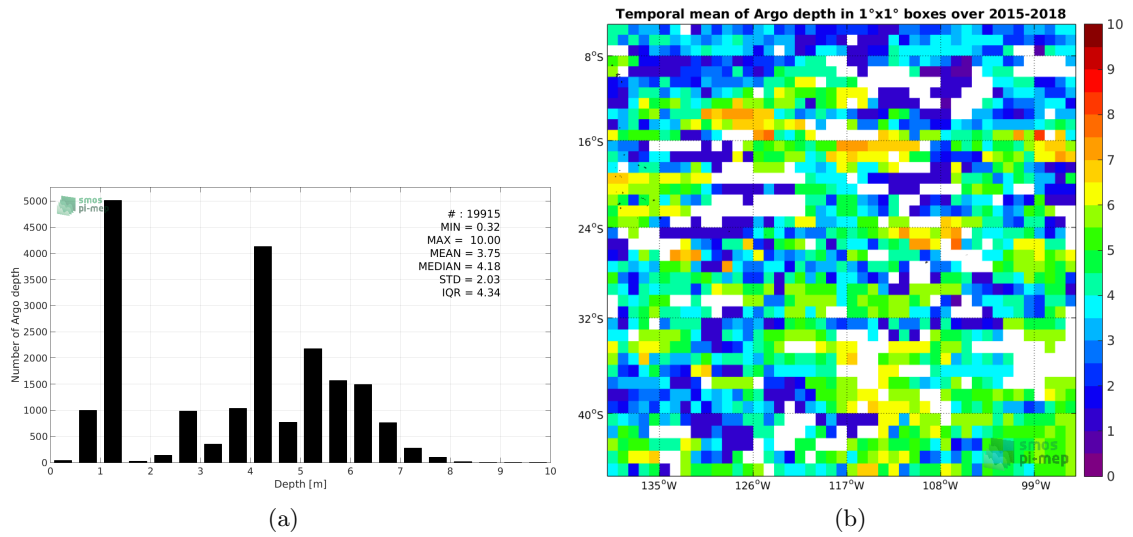 smos
pi-mep
# : 19915
MIN = 0.32
MAX = 10.00
MEAN = 3.75
MEDIAN = 4.18
STD = 2.03
IQR = 4.34
Number of Argo depth
5000
4500
4000
3500
3000
2500
2000
1500
1000
500
0
0 1 2 3 4 5 6 7 8 9 10
Depth [m]
(a)
Temporal mean of Argo depth in 1°x1° boxes over 2015-2018
8°S
16°S
24°S
32°S
40°S
135°W 126°W 117°W 108°W 99°W
smos
pi-mep
10
9
8
7
6
5
4
3
2
1
0
(b)